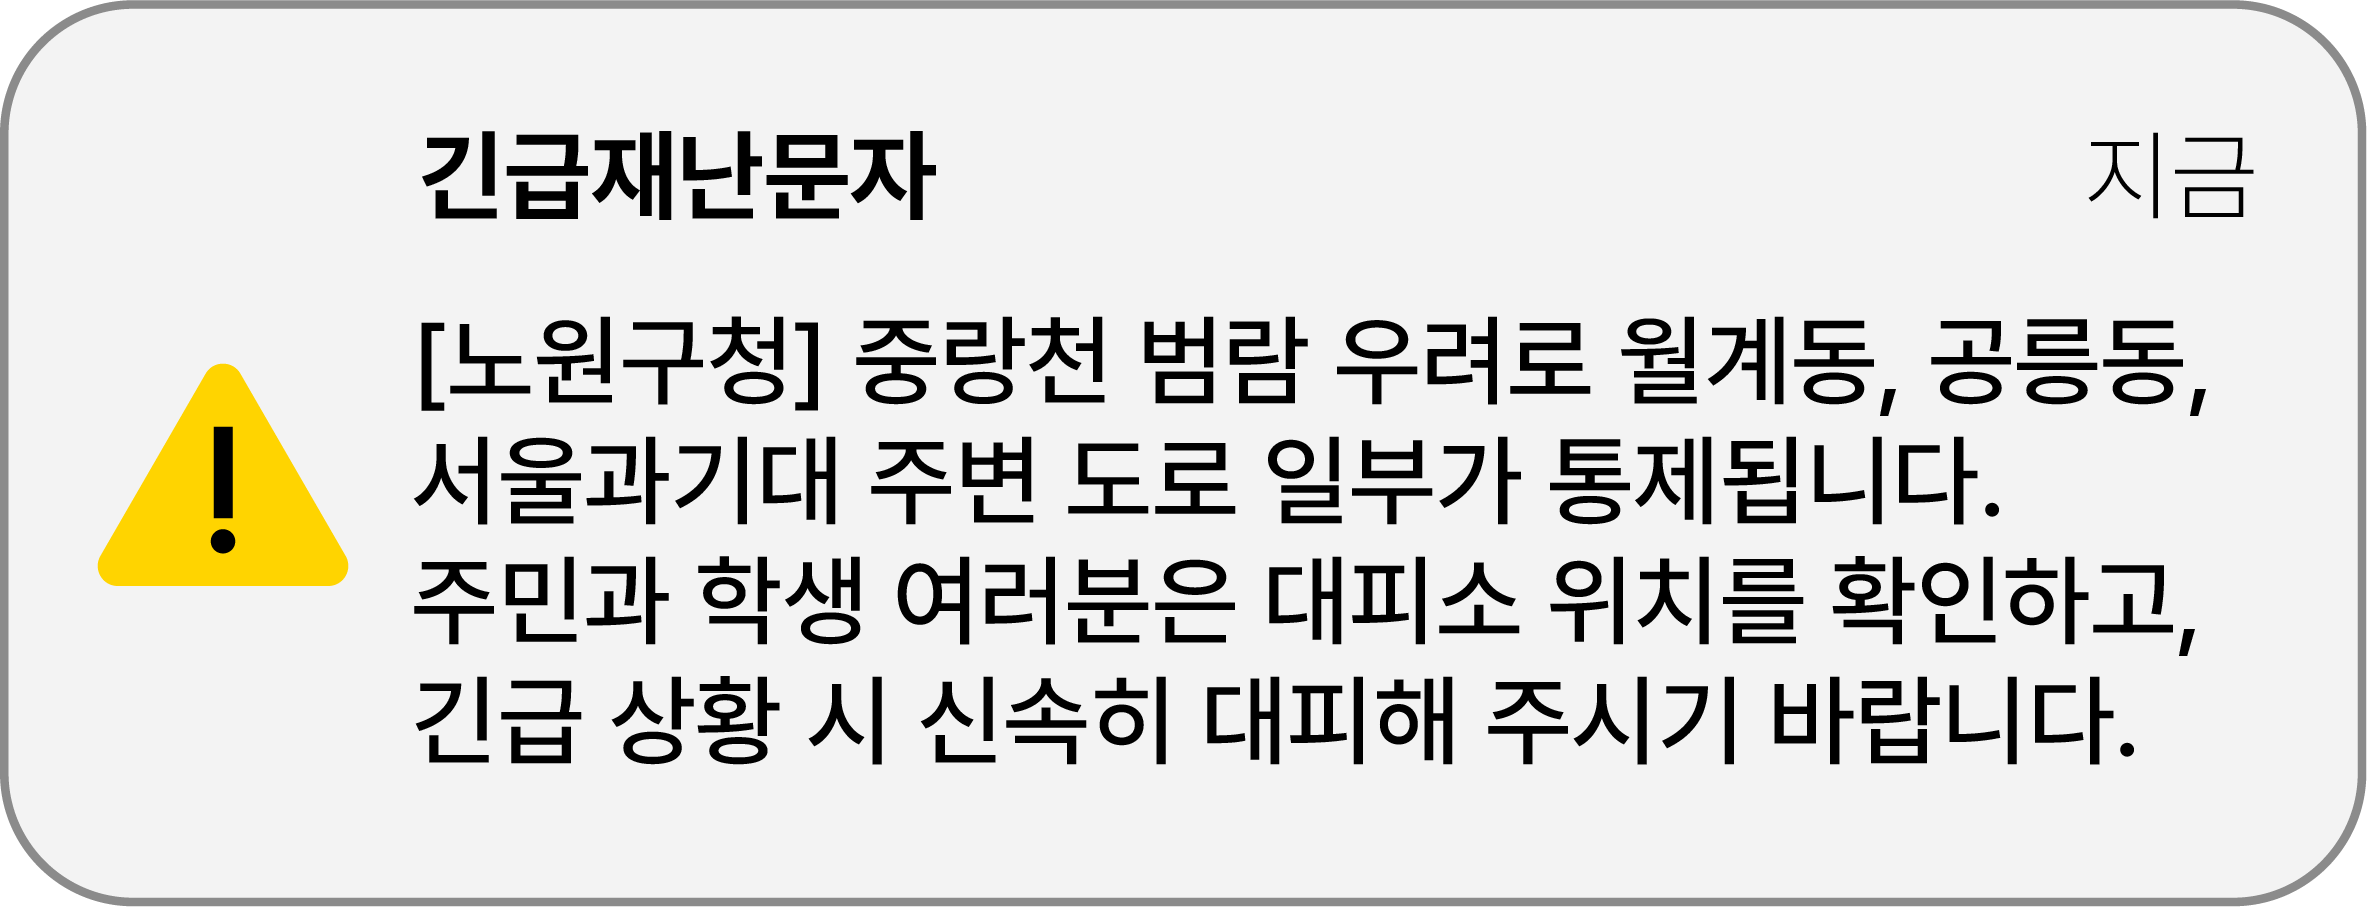 긴급재난문자 지금
[노원구청] 중랑천 범람 우려로 월계동, 공릉동,
서울과기대 주변 도로 일부가 통제됩니다.
주민과 학생 여러분은 대피소 위치를 확인하고,
긴급 상황 시 신속히 대피해 주시기 바랍니다.